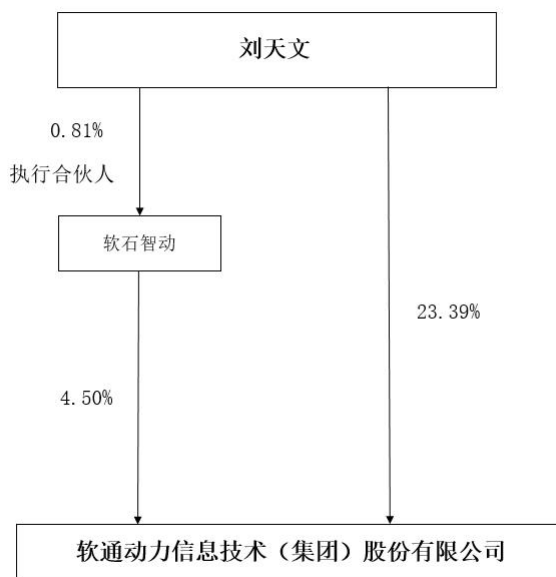 刘天文
0.81%
执行合伙人
软石智动
23.39%
4.50%
软通动力信息技术（集团）股份有限公司